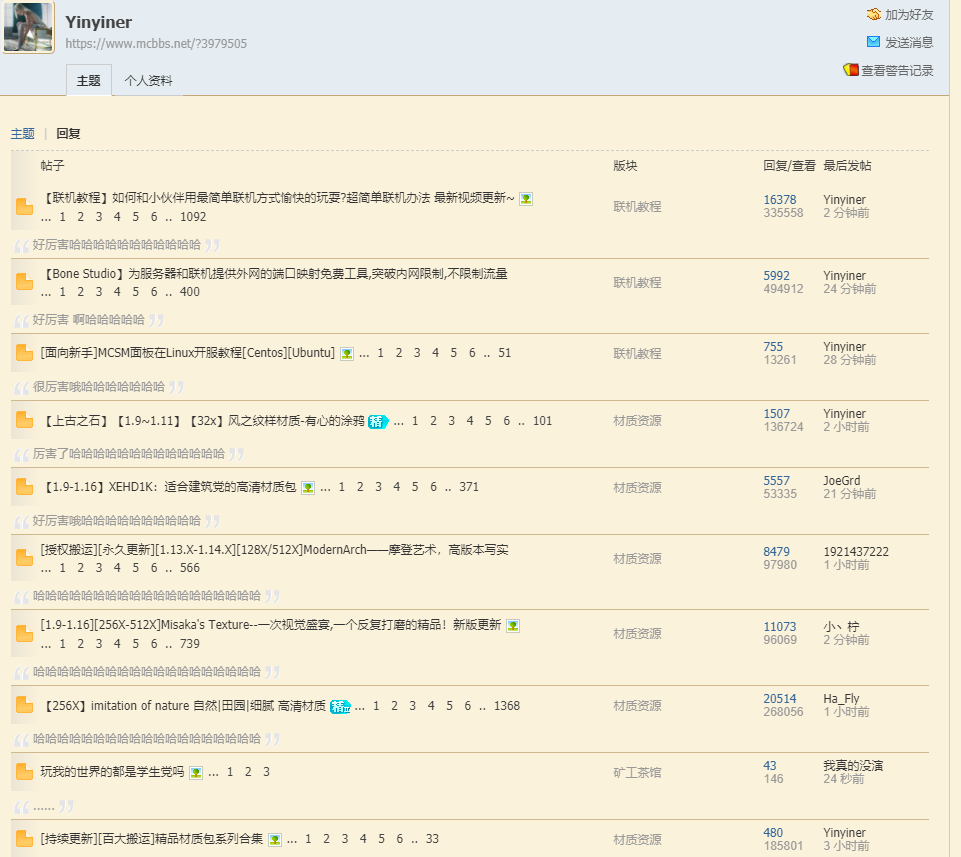 Yinyiner
https://www.mcbbs.net/?3979505
加为好友
发送消息
查看警告记录
主题 个人资料
主题 | 回复
帖子 版块 回复/查看 最后发帖
【联机教程】如何和小伙伴用最简单联机方式愉快的玩耍?超简单联机办法 最新视频更新~
... 1 2 3 4 5 6 .. 1092
联机教程
16378
335558
Yinyiner
2 分钟前
好厉害哈哈哈哈哈哈哈哈哈哈哈
【Bone Studio】为服务器和联机提供外网的端口映射免费工具,突破内网限制,不限制流量
... 1 2 3 4 5 6 .. 400
联机教程
5992
494912
Yinyiner
24 分钟前
好厉害 啊哈哈哈哈哈
[面向新手]MCSM面板在Linux开服教程[Centos][Ubuntu] ... 1 2 3 4 5 6 .. 51
联机教程
755
13261
Yinyiner
28 分钟前
很厉害哦哈哈哈哈哈哈哈
【上古之石】【1.9~1.11】【32x】风之纹样材质-有心的涂鸦 精 ... 1 2 3 4 5 6 .. 101
材质资源
1507
136724
Yinyiner
2 小时前
厉害了哈哈哈哈哈哈哈哈哈哈哈哈哈
【1.9-1.16】XEHD1K：适合建筑党的高清材质包 ... 1 2 3 4 5 6 .. 371
材质资源
5557
53335
JoeGrd
21 分钟前
好厉害哦哈哈哈哈哈哈哈哈哈哈
[授权搬运][永久更新][1.13.X-1.14.X][128X/512X]ModernArch——摩登艺术，高版本写实
... 1 2 3 4 5 6 .. 566
材质资源
8479
97980
1921437222
1 小时前
哈哈哈哈哈哈哈哈哈哈哈哈哈哈哈哈哈哈哈
[1.9-1.16][256X-512X]Misaka's Texture--一次视觉盛宴,一个反复打磨的精品！新版更新
... 1 2 3 4 5 6 .. 739
材质资源
11073
96069
小丶柠
2 分钟前
哈哈哈哈哈哈哈哈哈哈哈哈哈哈哈哈哈哈哈
【256X】imitation of nature 自然|田园|细腻 高清材质 精 ... 1 2 3 4 5 6 .. 1368
材质资源
20514
268056
Ha_Fly
1 小时前
哈哈哈哈哈哈哈哈哈哈哈哈哈哈哈哈哈哈哈
玩我的世界的都是学生党吗 ... 1 2 3
矿工茶馆
43
146
我真的没演
24 秒前
......
[持续更新][百大搬运]精品材质包系列合集 ... 1 2 3 4 5 6 .. 33
材质资源
480
185801
Yinyiner
3 小时前